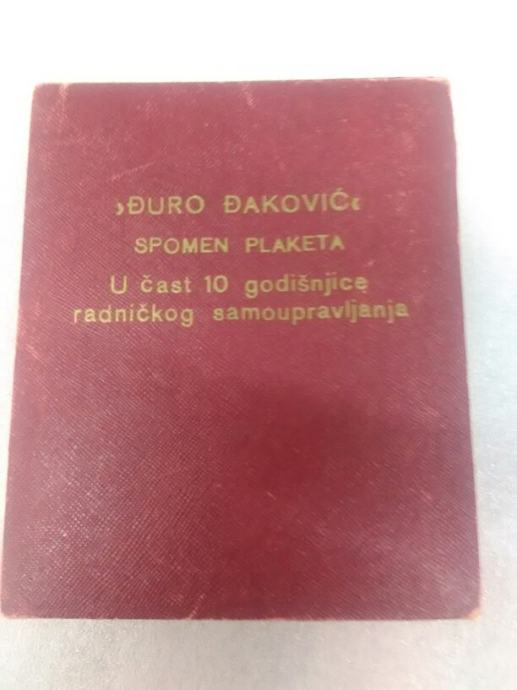 ›ĐURO ĐAKOVIĆ‹
SPOMEN PLAKETA
U čast 10 godišnjice
radničkog samoupravljanja